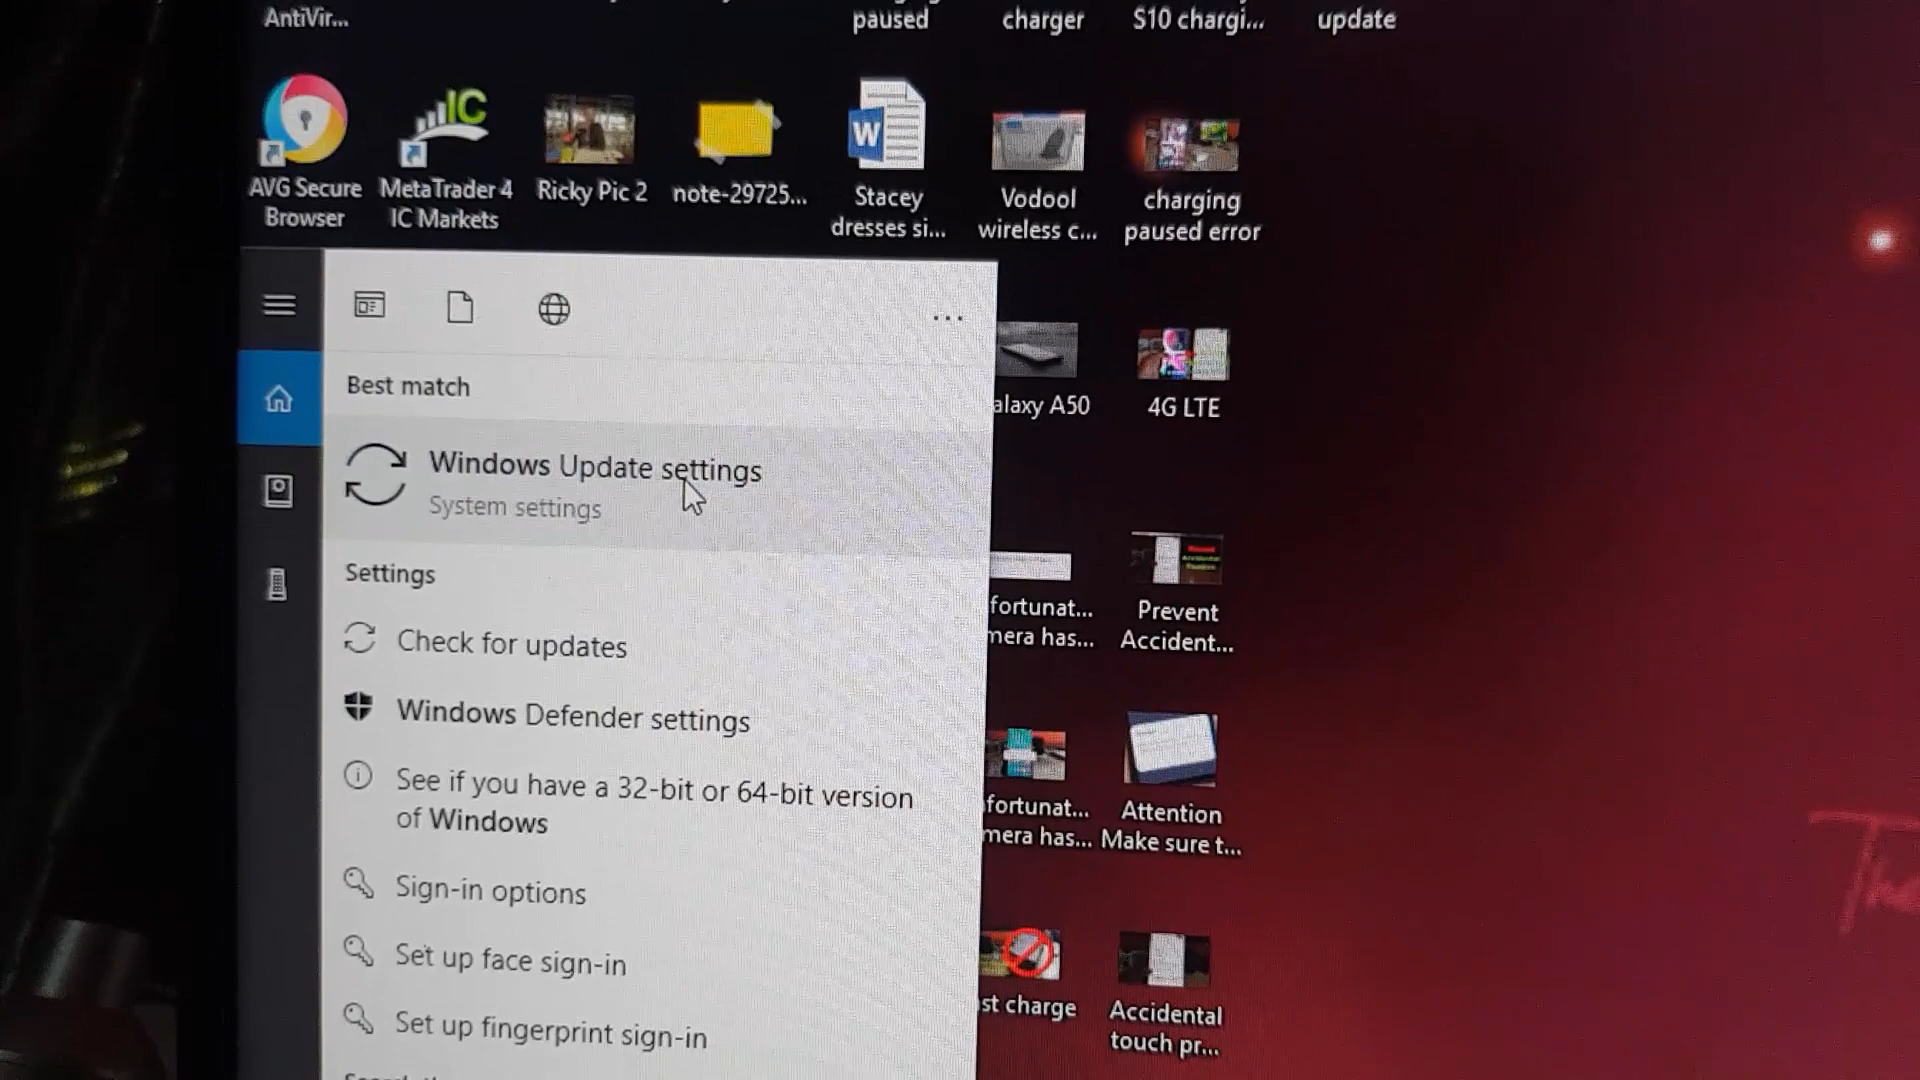 AntiVir...
paused
charger
S10 chargi...
update
AVG Secure
Browser
MetaTrader 4
IC Markets
Ricky Pic 2
note-29725...
Stacey
dresses si...
Vodool
wireless c...
charging
paused error
IC
W
...
Best match
Windows Update settings
System settings
Settings
Check for updates
Windows Defender settings
See if you have a 32-bit or 64-bit version
of Windows
Sign-in options
Set up face sign-in
Set up fingerprint sign-in
alaxy A50
4G LTE
fortunat...
mera has...
Prevent
Accident...
fortunat...
mera has...
Attention
Make sure t...
st charge
Accidental
touch pr...